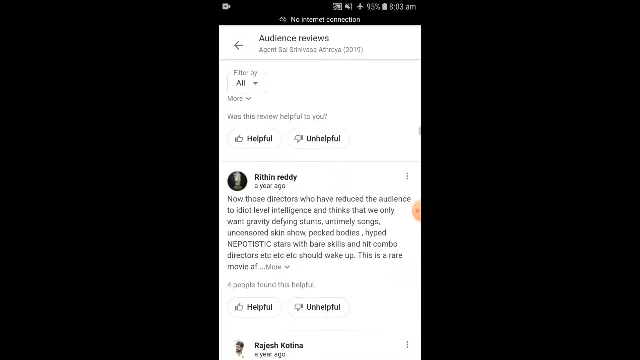 95% 8:03 am
No internet connection
Audience reviews
Agent Sai Srinivasa Athreya (2019)
Filter by
All
More
Was this review helpful to you?
Helpful Unhelpful
Rithin reddy
a year ago
Now those directors who have reduced the audience
to idiot level intelligence and thinks that we only
want gravity defying stunts, untimely songs,
uncensored skin show, pecked bodies , hyped
NEPOTISTIC stars with bare skills and hit combo
directors etc etc etc should wake up. This is a rare
movie af ...More
4 people found this helpful
Helpful Unhelpful
Rajesh Kotina
a year ago